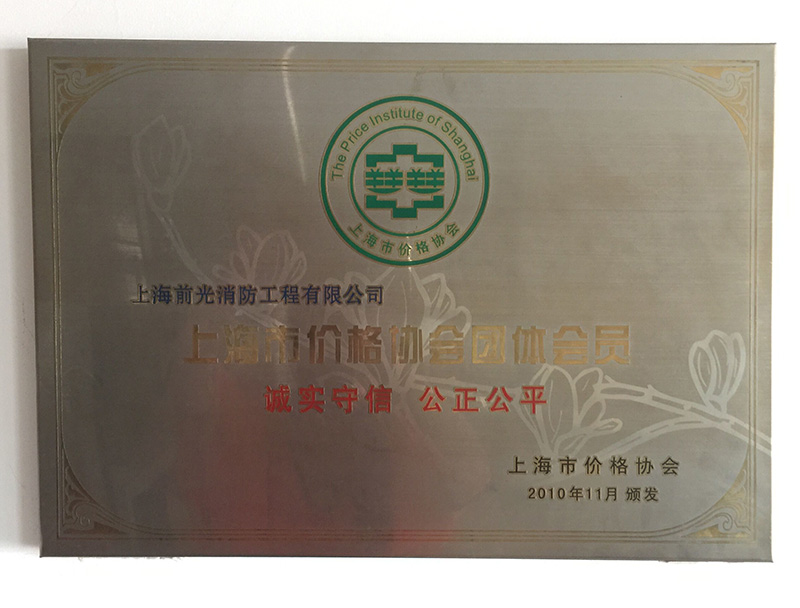 The Price Institute of Shanghai
上海市价格协会
上海前光消防工程有限公司
上海市价格协会团体会员
诚实守信 公正公平
上海市价格协会
2010年11月 颁发